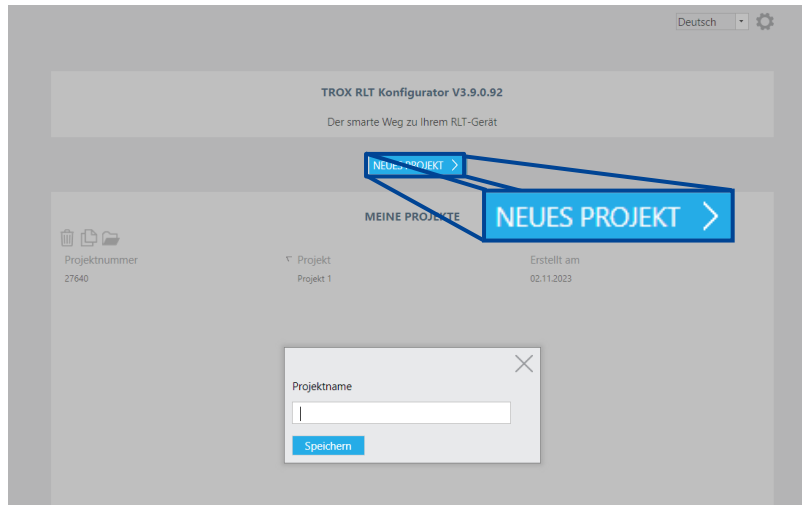 Deutsch
TROX RLT Konfigurator V3.9.0.92
Der smarte Weg zu Ihrem RLT-Gerät
NEUES PROJEKT
NEUES PROJEKT
MEINE PROJEKTE
Projektnummer Projekt Erstellt am
27640 Projekt 1 02.11.2023
Projektname
Speichern